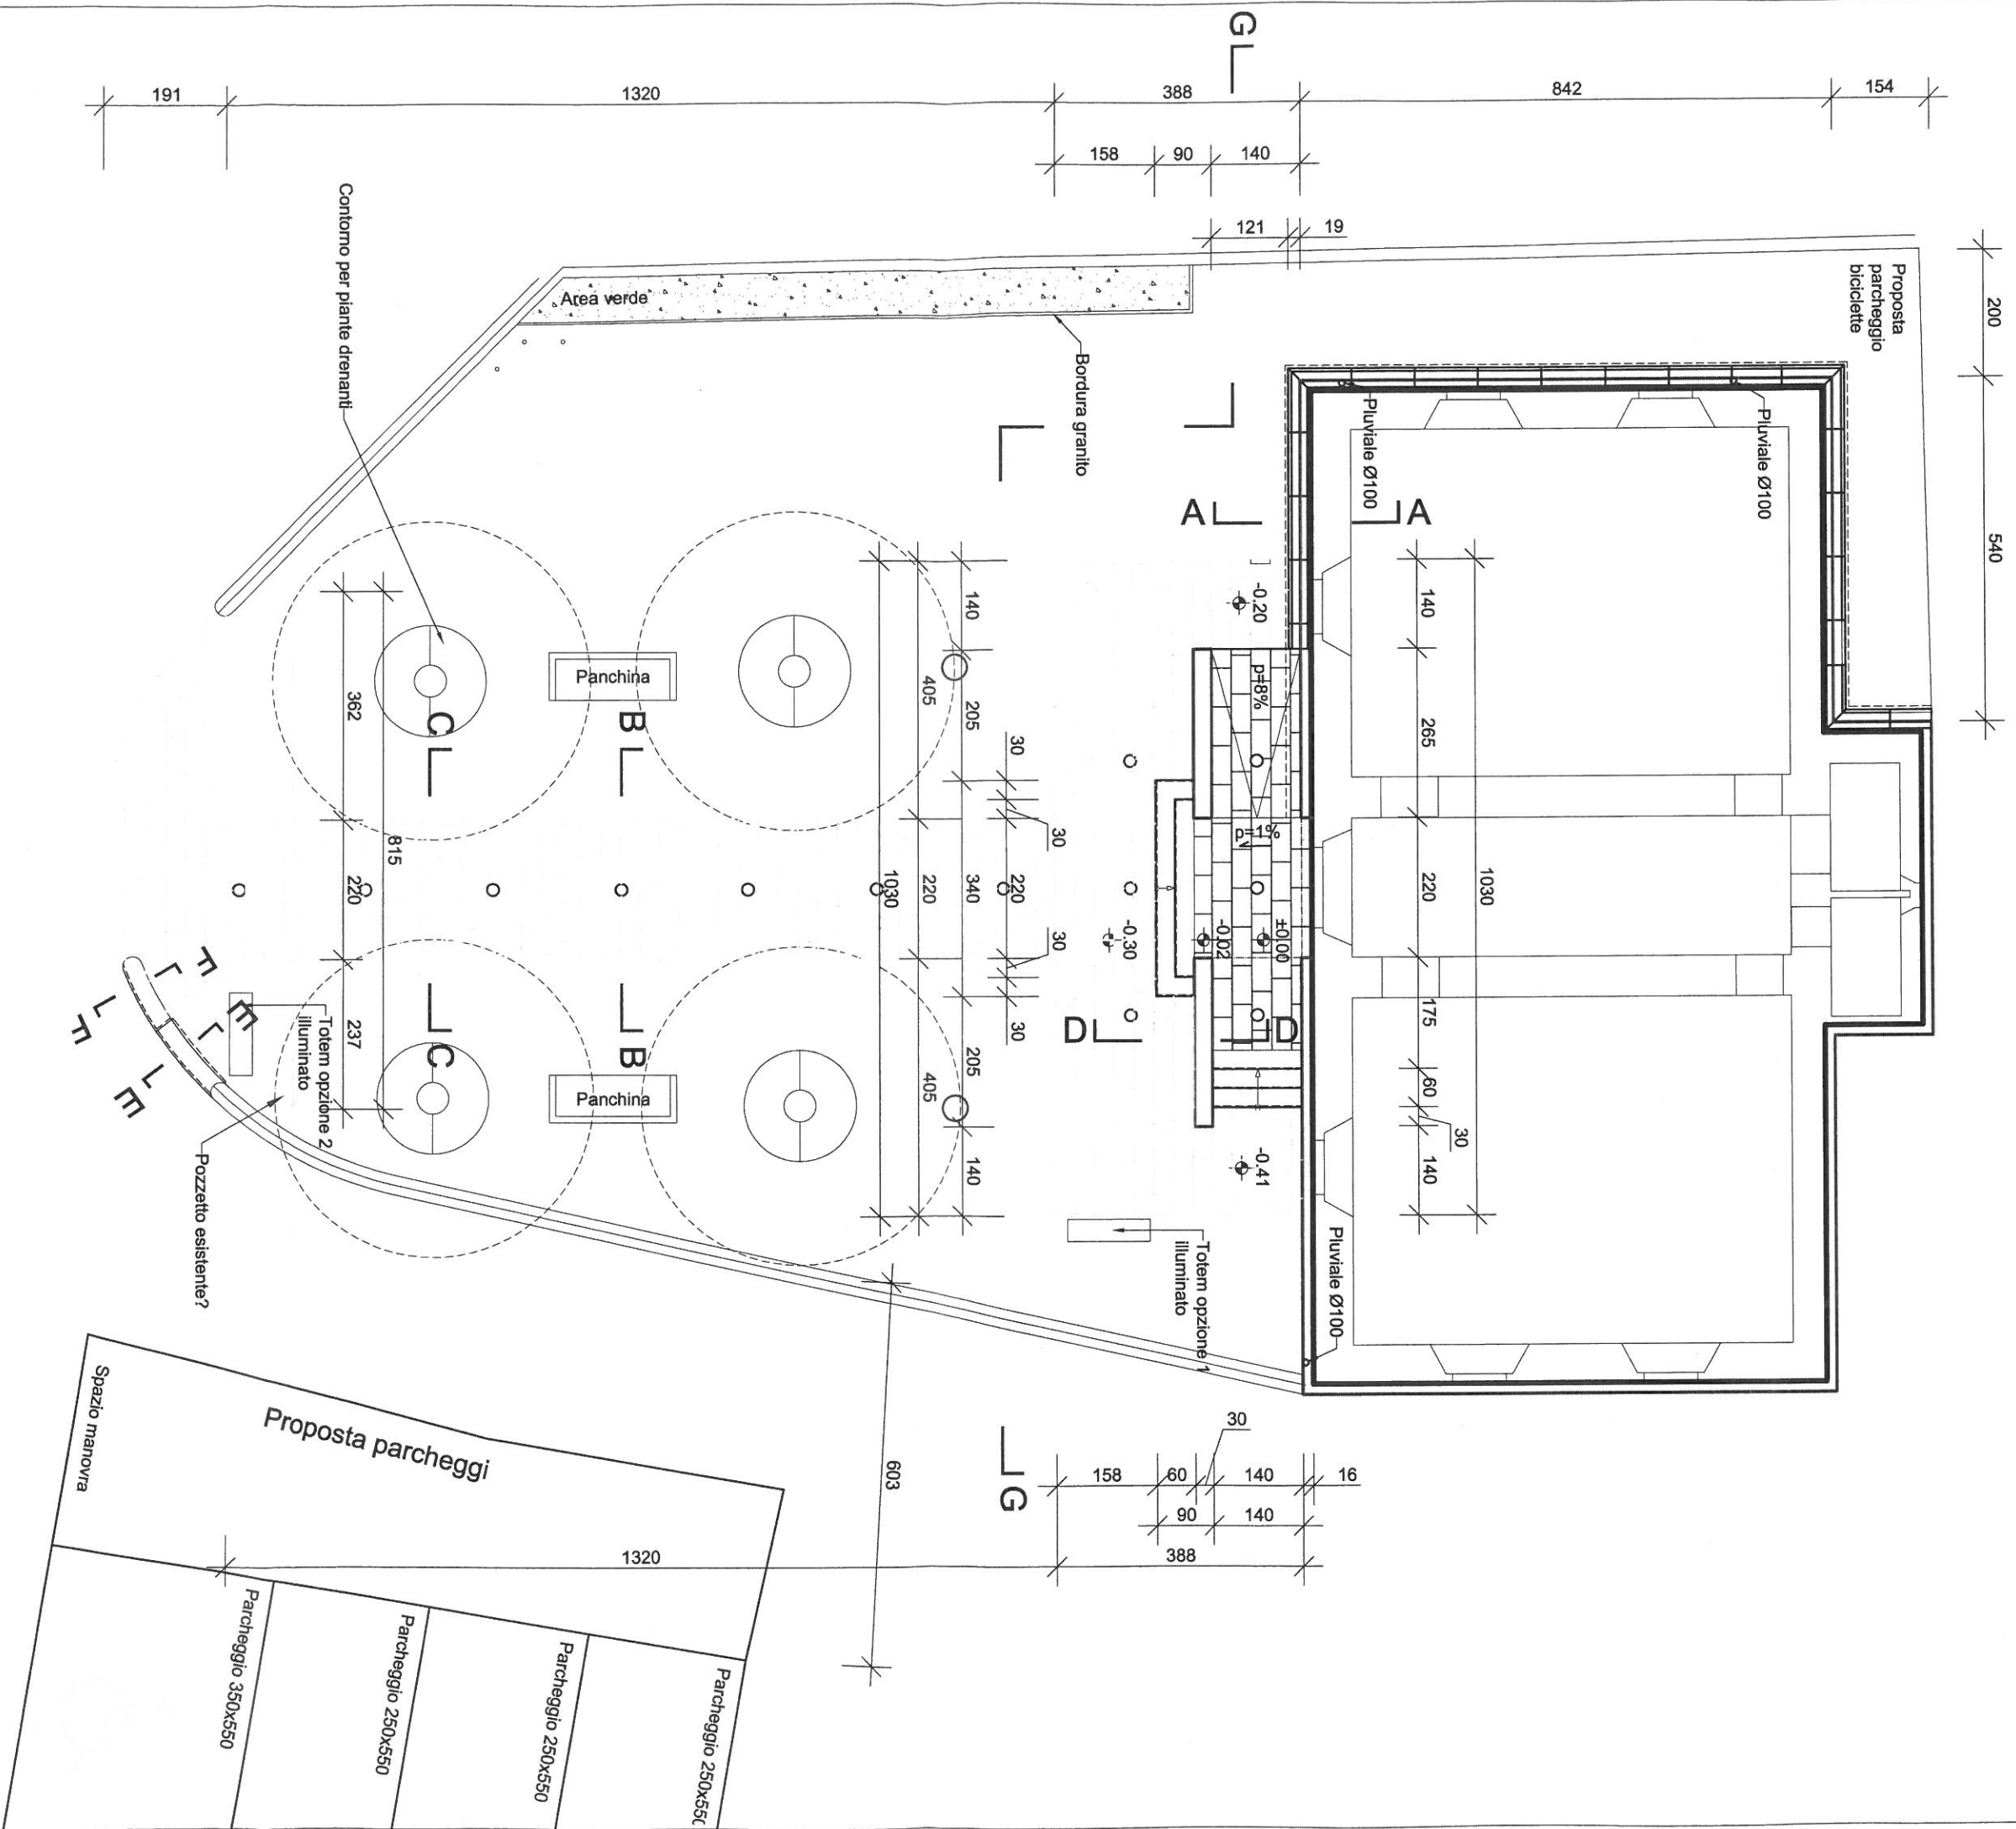 G
191
1320
388
842
154
158
90
140
121
19
200
540
Proposta
parcheggio
biciclette
Area verde
Contorno per piante drenanti
Bordura granito
Pluviale Ø100
Pluviale Ø100
A
A
-0.20
140
265
220
175
60
30
140
1030
p=8%
p=1%
-0.02
±0.00
-0.30
-0.41
D
D
140
205
340
205
140
405
220
405
1030
30
30
220
30
30
Panchina
Panchina
C
B
C
B
362
220
237
815
F
F
E
E
Totem opzione 2
illuminato
Pozzetto esistente?
Totem opzione 1
illuminato
Pluviale Ø100
603
G
30
158
60
140
16
90
140
1320
388
Proposta parcheggi
Spazio manovra
Parcheggio 350x550
Parcheggio 250x550
Parcheggio 250x550
Parcheggio 250x550